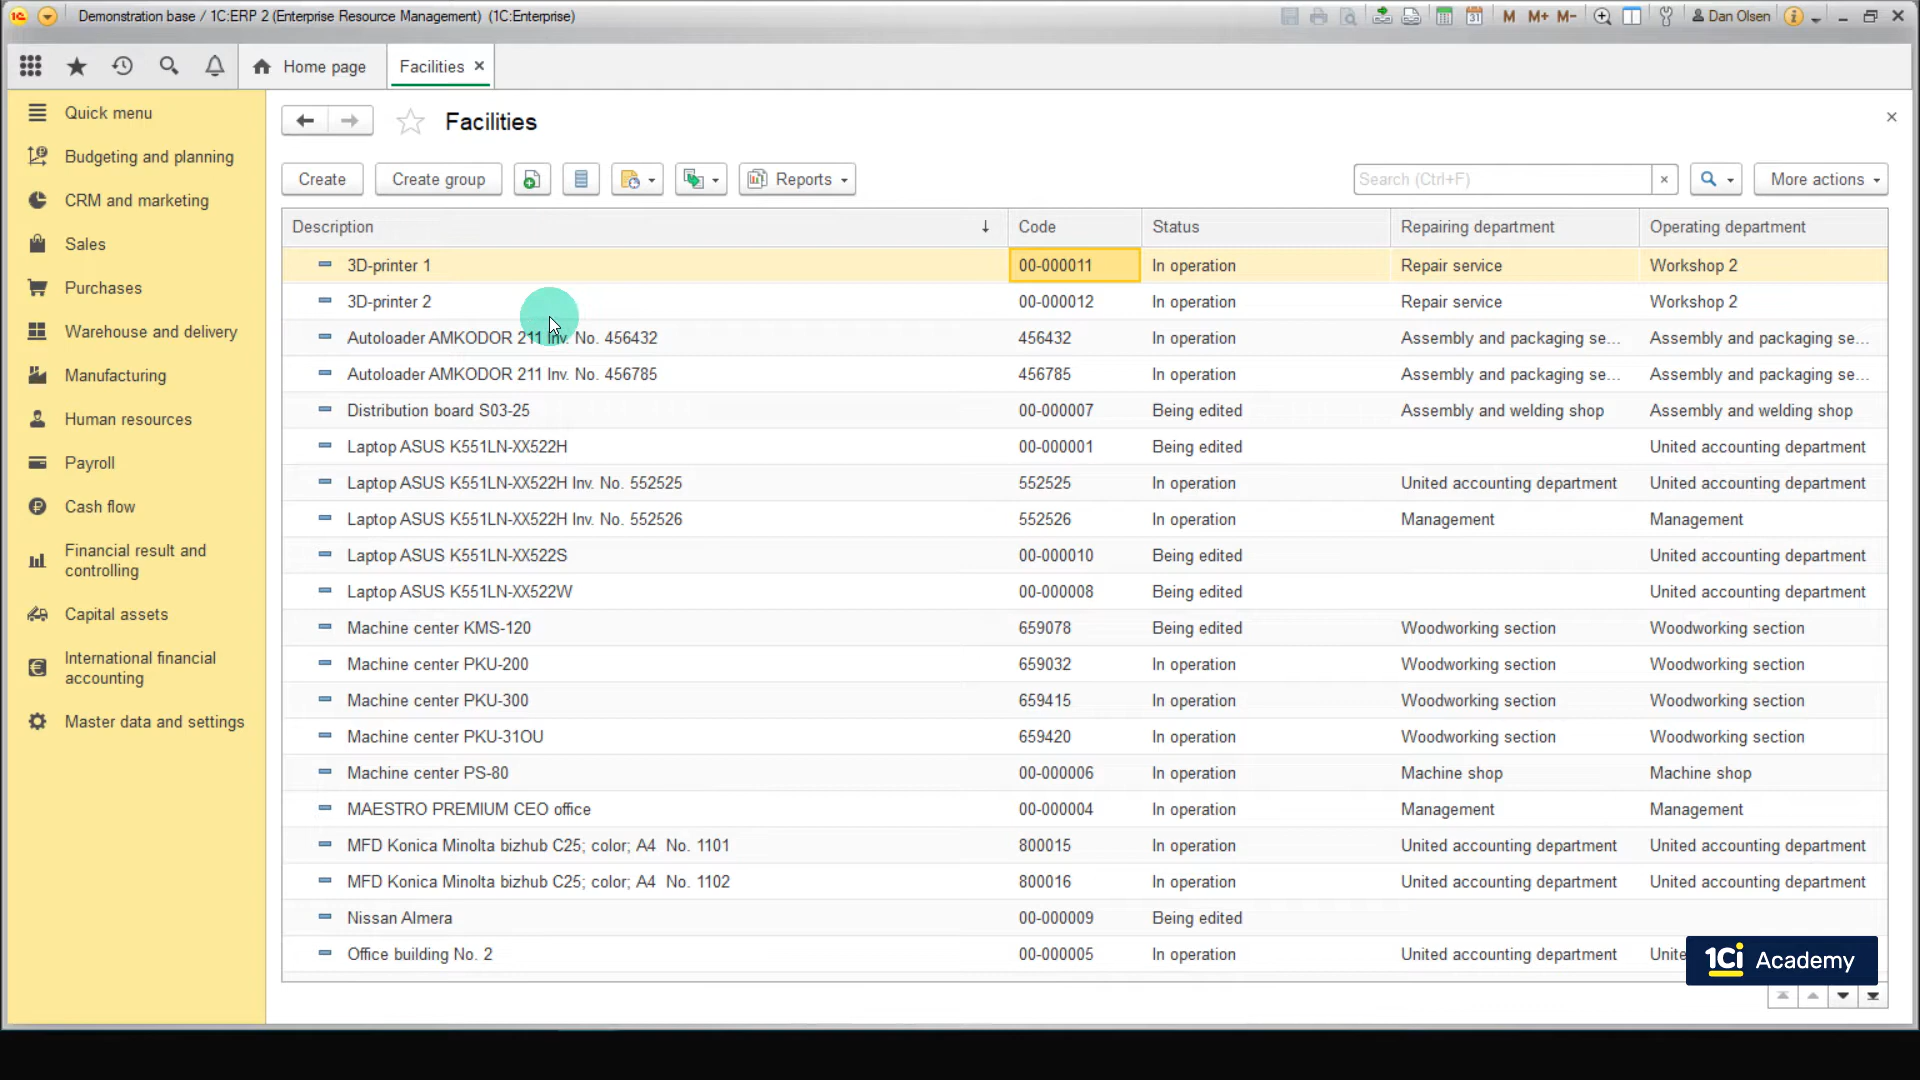 Demonstration base / 1C:ERP 2 (Enterprise Resource Management) (1C:Enterprise)
M M+ M- Dan Olsen
Home page
Facilities
Quick menu
Budgeting and planning
CRM and marketing
Sales
Purchases
Warehouse and delivery
Manufacturing
Human resources
Payroll
Cash flow
Financial result and
controlling
Capital assets
International financial
accounting
Master data and settings
Facilities
Create Create group Reports Search (Ctrl+F) More actions
Description Code Status Repairing department Operating department
3D-printer 1 00-000011 In operation Repair service Workshop 2
3D-printer 2 00-000012 In operation Repair service Workshop 2
Autoloader AMKODOR 211 Inv. No. 456432 456432 In operation Assembly and packaging se... Assembly and packaging se...
Autoloader AMKODOR 211 Inv. No. 456785 456785 In operation Assembly and packaging se... Assembly and packaging se...
Distribution board S03-25 00-000007 Being edited Assembly and welding shop Assembly and welding shop
Laptop ASUS K551LN-XX522H 00-000001 Being edited United accounting department
Laptop ASUS K551LN-XX522H Inv. No. 552525 552525 In operation United accounting department United accounting department
Laptop ASUS K551LN-XX522H Inv. No. 552526 552526 In operation Management Management
Laptop ASUS K551LN-XX522S 00-000010 Being edited United accounting department
Laptop ASUS K551LN-XX522W 00-000008 Being edited United accounting department
Machine center KMS-120 659078 Being edited Woodworking section Woodworking section
Machine center PKU-200 659032 In operation Woodworking section Woodworking section
Machine center PKU-300 659415 In operation Woodworking section Woodworking section
Machine center PKU-31OU 659420 In operation Woodworking section Woodworking section
Machine center PS-80 00-000006 In operation Machine shop Machine shop
MAESTRO PREMIUM CEO office 00-000004 In operation Management Management
MFD Konica Minolta bizhub C25; color; A4 No. 1101 800015 In operation United accounting department United accounting department
MFD Konica Minolta bizhub C25; color; A4 No. 1102 800016 In operation United accounting department United accounting department
Nissan Almera 00-000009 Being edited
Office building No. 2 00-000005 In operation United accounting department Unite
1Ci Academy